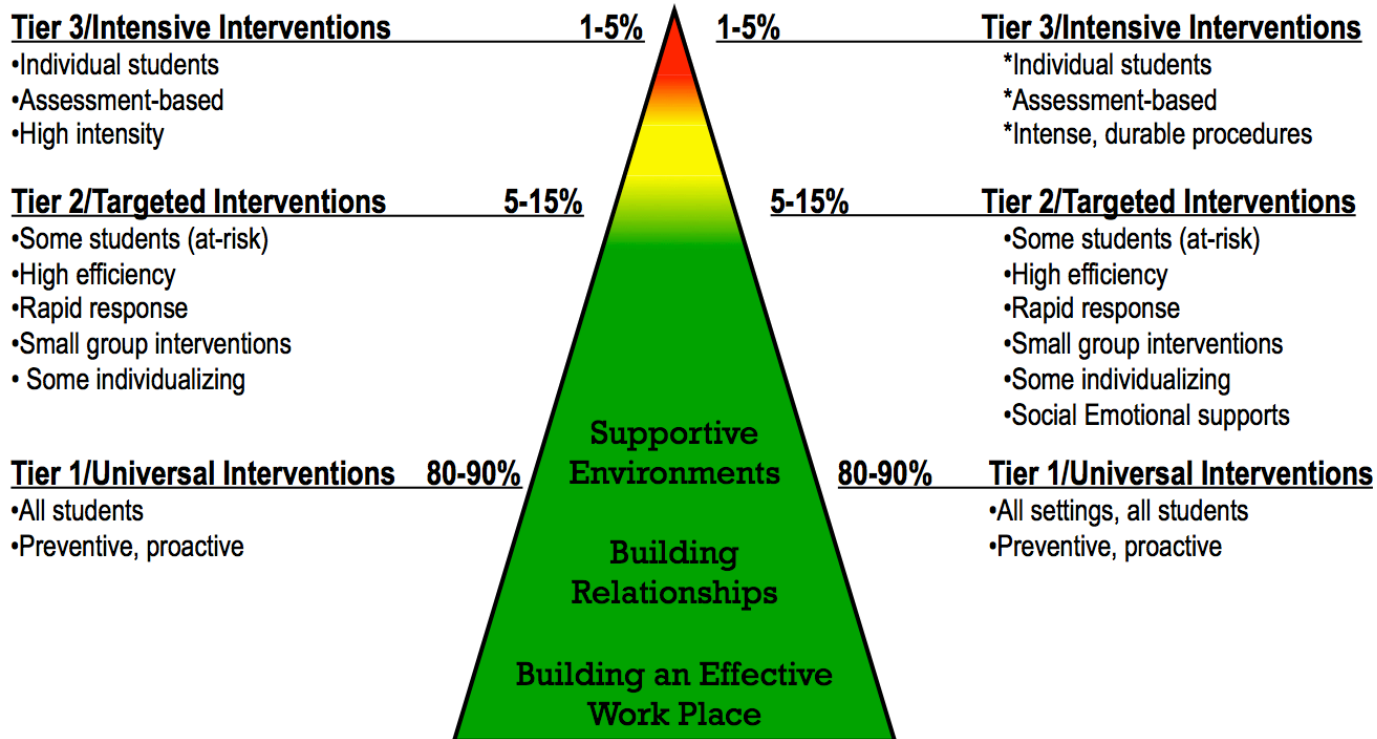 Tier 3/Intensive Interventions 1-5%
•Individual students
•Assessment-based
•High intensity
Tier 2/Targeted Interventions 5-15%
•Some students (at-risk)
•High efficiency
•Rapid response
•Small group interventions
• Some individualizing
Tier 1/Universal Interventions 80-90%
•All students
•Preventive, proactive
Supportive
Environments
Building
Relationships
Building an Effective
Work Place
1-5% Tier 3/Intensive Interventions
*Individual students
*Assessment-based
*Intense, durable procedures
5-15% Tier 2/Targeted Interventions
•Some students (at-risk)
•High efficiency
•Rapid response
•Small group interventions
•Some individualizing
•Social Emotional supports
80-90% Tier 1/Universal Interventions
•All settings, all students
•Preventive, proactive